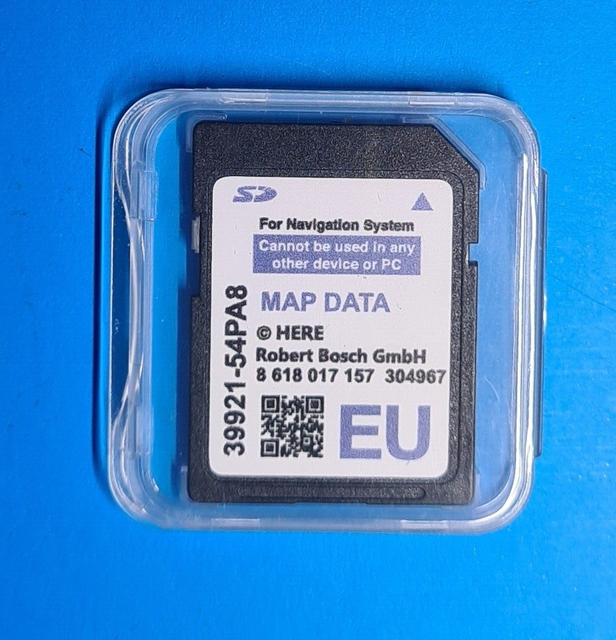 SD
For Navigation System
Cannot be used in any
other device or PC
MAP DATA
© HERE
Robert Bosch GmbH
8 618 017 157 304967
39921-54PA8
EU